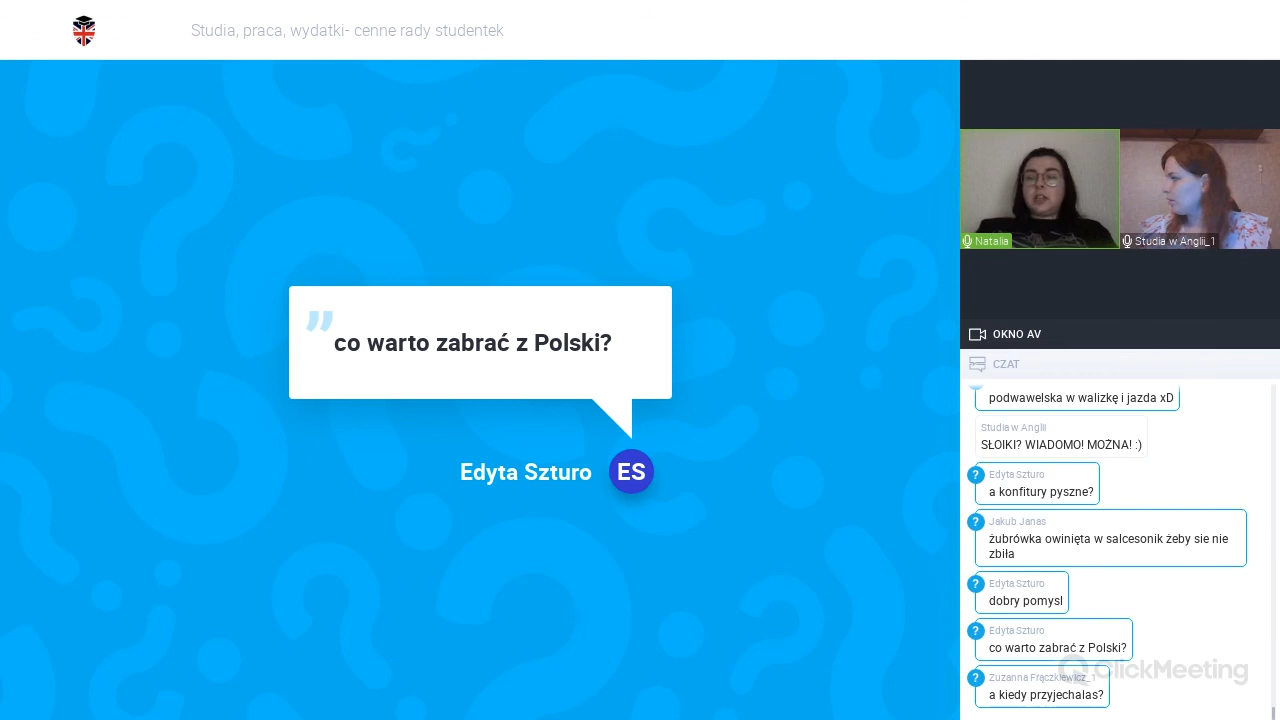 Studia, praca, wydatki- cenne rady studentek
co warto zabrać z Polski?
Edyta Szturo
ES
Natalia
Studia w Anglii_1
OKNO AV
CZAT
podwawelska w walizkę i jazda xD
Studia w Anglii
SŁOIKI? WIADOMO! MOŻNA! :)
Edyta Szturo
a konfitury pyszne?
Jakub Janas
żubrówka owinięta w salcesonik żeby sie nie
zbiła
Edyta Szturo
dobry pomysl
Edyta Szturo
co warto zabrać z Polski?
ClickMeeting
Zuzanna Frączkiewicz_1
a kiedy przyjechalas?